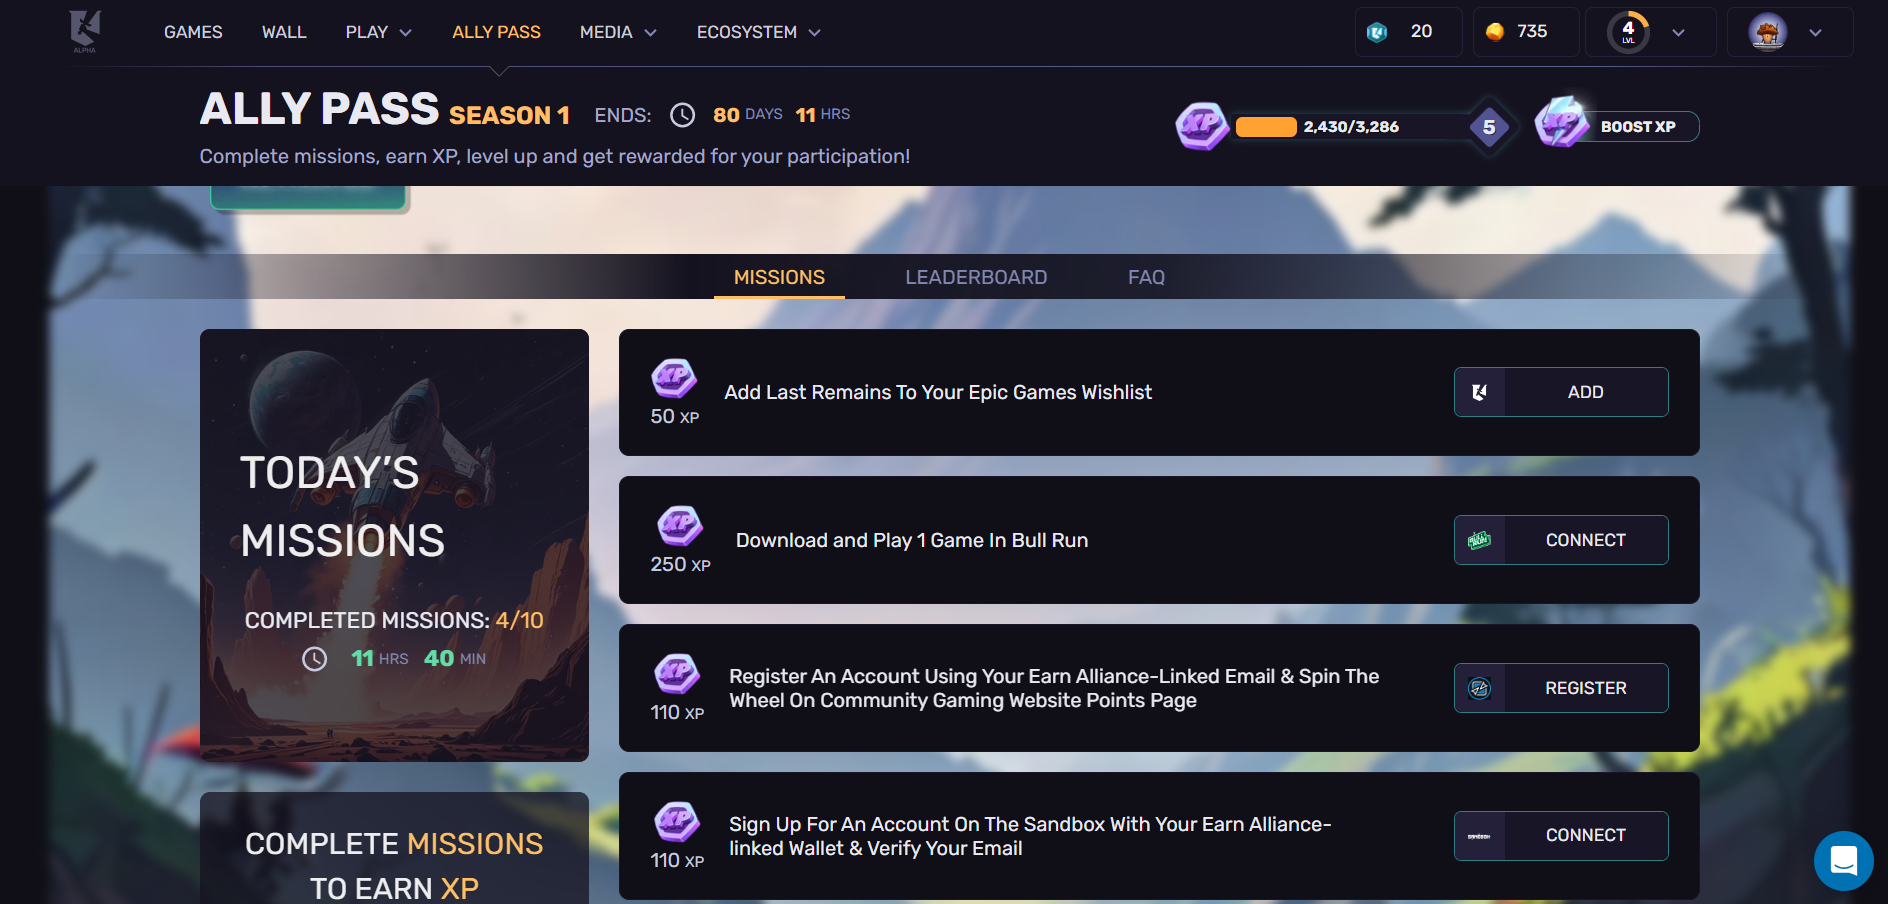 ALPHA
GAMES
WALL
PLAY
ALLY PASS
MEDIA
ECOSYSTEM
20
735
4
LVL
ALLY PASS SEASON 1 ENDS: 80 DAYS 11 HRS
Complete missions, earn XP, level up and get rewarded for your participation!
XP
2,430/3,286
5
XP
BOOST XP
MISSIONS
LEADERBOARD
FAQ
TODAY'S
MISSIONS
COMPLETED MISSIONS: 4/10
11 HRS 40 MIN
COMPLETE MISSIONS
TO EARN XP
XP
50 XP
Add Last Remains To Your Epic Games Wishlist
ADD
XP
250 XP
Download and Play 1 Game In Bull Run
BULL
RUN
CONNECT
XP
110 XP
Register An Account Using Your Earn Alliance-Linked Email & Spin The
Wheel On Community Gaming Website Points Page
REGISTER
XP
110 XP
Sign Up For An Account On The Sandbox With Your Earn Alliance-
linked Wallet & Verify Your Email
CONNECT